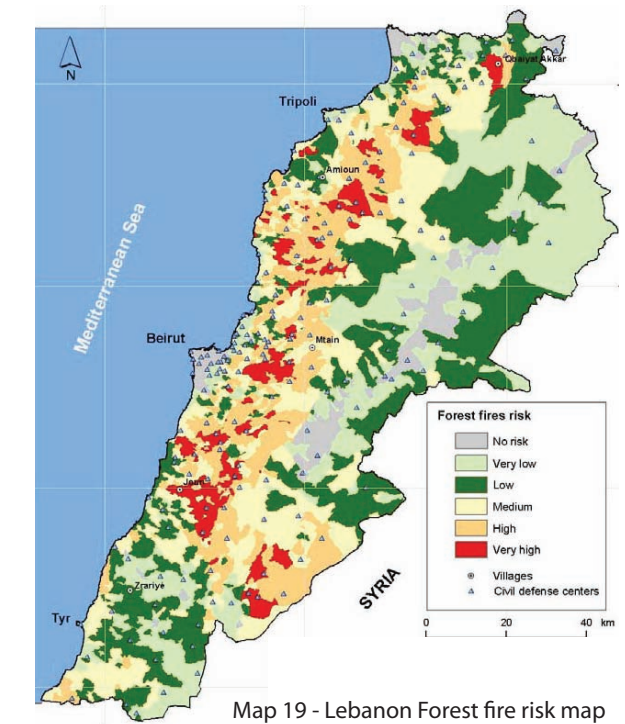 N
Qbaiyat Akkar
Tripoli
Amioun
Mediterranean Sea
Beirut
Mtain
Forest fires risk
No risk
Very low
Low
Medium
High
Very high
Villages
Civil defense centers
0 20 40 km
Zrariye
SYRIA
Tyr
Map 19 - Lebanon Forest fire risk map